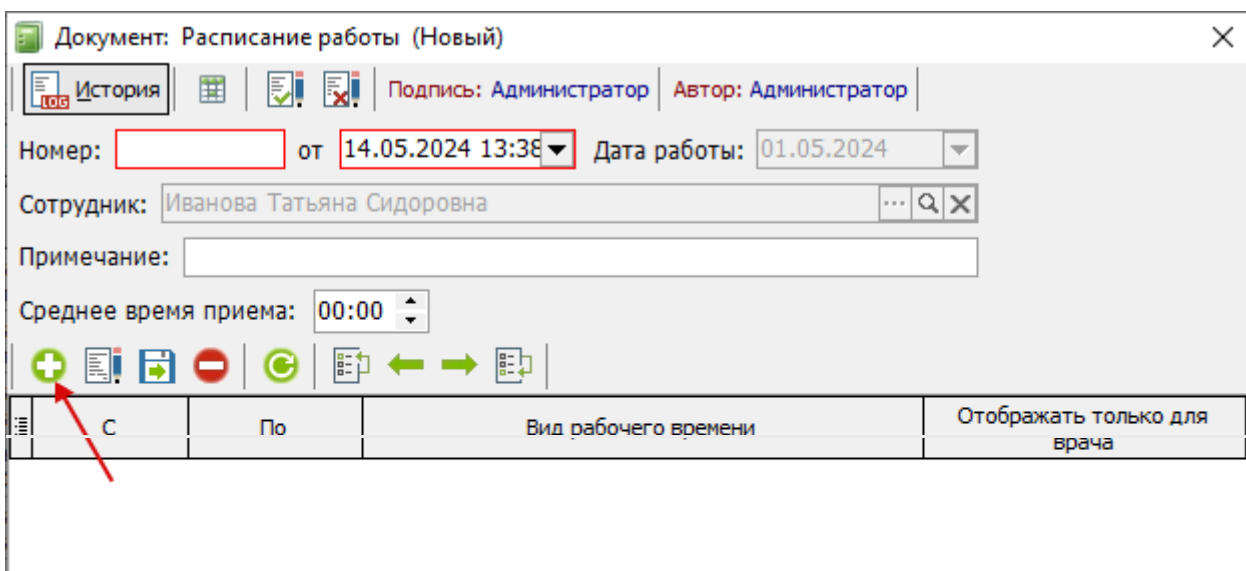 Документ: Расписание работы (Новый)
LOG История Подпись: Администратор Автор: Администратор
Номер: от 14.05.2024 13:38 Дата работы: 01.05.2024
Сотрудник: Иванова Татьяна Сидоровна ...
Примечание:
Среднее время приема: 00:00
С По Вид рабочего времени Отображать только для
врача